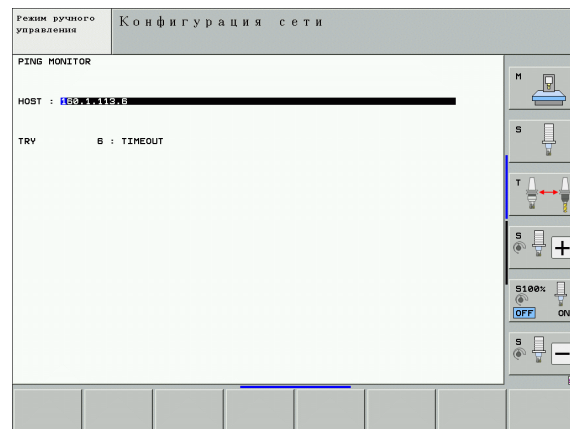 Режим ручного
управления
Конфигурация сети
PING MONITOR
HOST : 160.1.113.6
TRY 6 : TIMEOUT
M
S
T
S
+
S100%
OFF ON
S
−